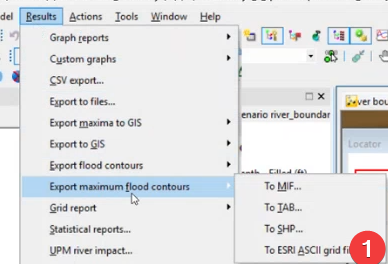 del Results Actions Tools Window Help
Graph reports
Custom graphs
CSV export...
Export to files...
Export maxima to GIS
Export to GIS
Export flood contours
Export maximum flood contours
Grid report
Statistical reports...
UPM river impact...
To MIF...
To TAB...
To SHP...
To ESRI ASCII grid fi
1
enario river_boundar
Filled (ft)
ver bou
Locator